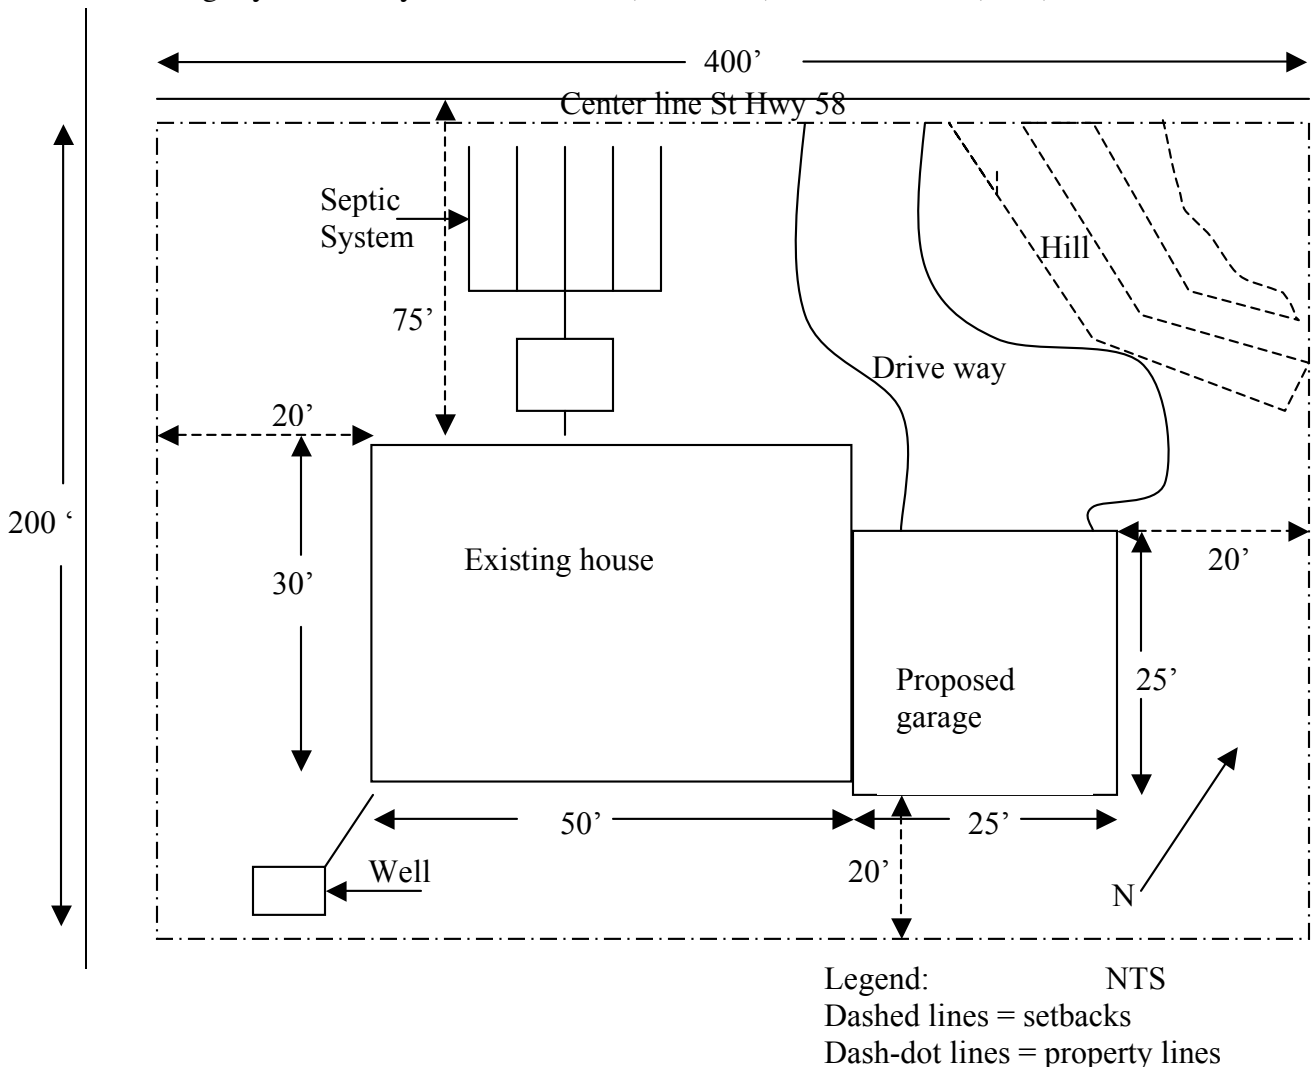 400’
Center line St Hwy 58
Septic
System
Hill
75’
Drive way
20’
200 ‘
Existing house
20’
30’
Proposed
garage
25’
50’
25’
Well
20’
N
Legend: NTS
Dashed lines = setbacks
Dash-dot lines = property lines